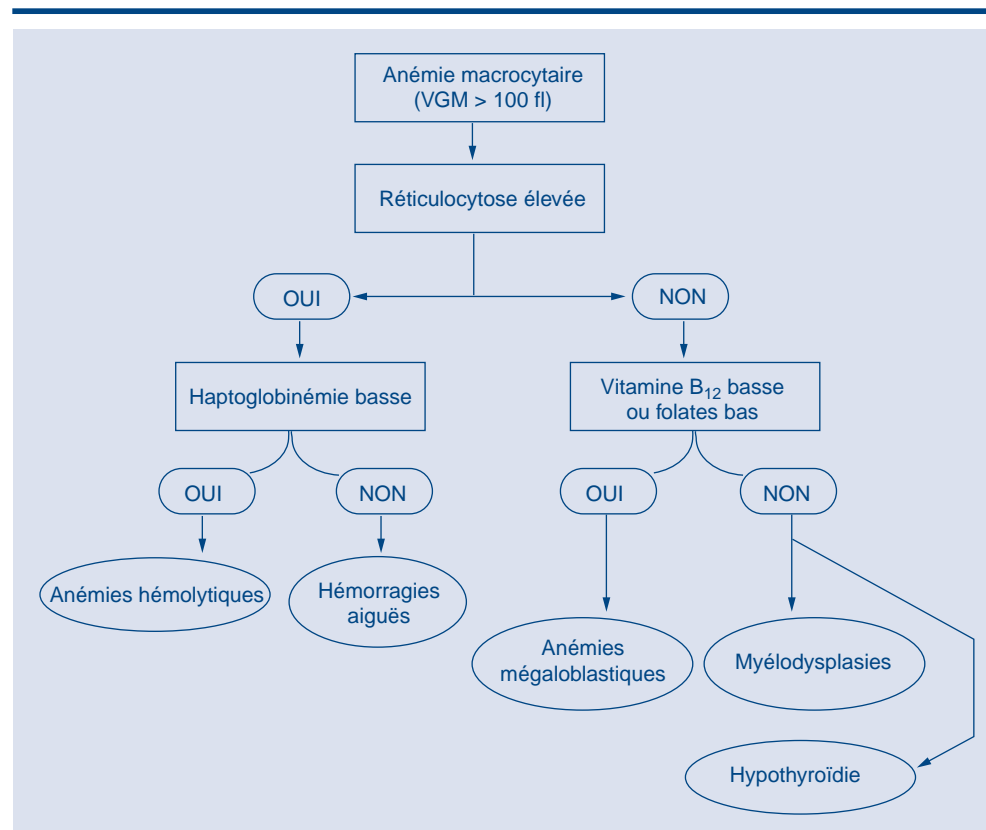 Anémie macrocytaire
(VGM > 100 fl)
Réticulocytose élevée
OUI
NON
Haptoglobinémie basse
Vitamine B12 basse
ou folates bas
OUI
NON
OUI
NON
Anémies hémolytiques
Hémorragies
aiguës
Anémies
mégaloblastiques
Myélodysplasies
Hypothyroïdie